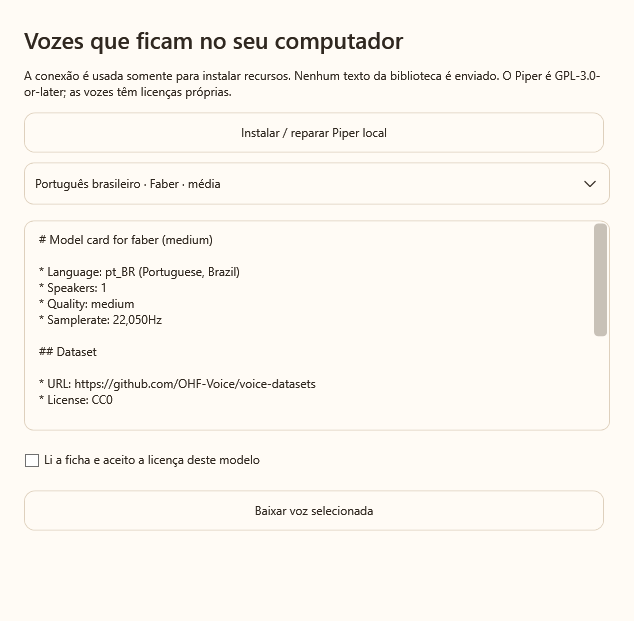 Vozes que ficam no seu computador
A conexão é usada somente para instalar recursos. Nenhum texto da biblioteca é enviado. O Piper é GPL-3.0-
or-later; as vozes têm licenças próprias.
Instalar / reparar Piper local
Português brasileiro · Faber · média
# Model card for faber (medium)
* Language: pt_BR (Portuguese, Brazil)
* Speakers: 1
* Quality: medium
* Samplerate: 22,050Hz
## Dataset
* URL: https://github.com/OHF-Voice/voice-datasets
* License: CC0
Li a ficha e aceito a licença deste modelo
Baixar voz selecionada